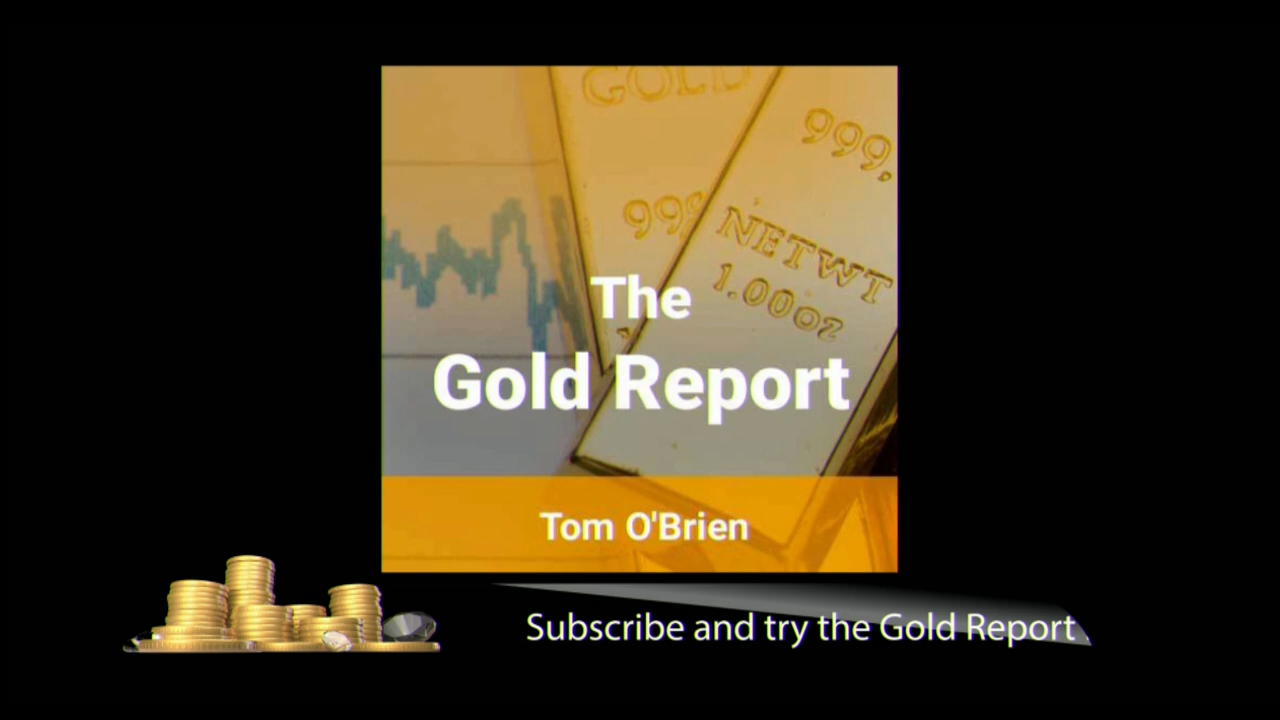 GOLD
999,
999
NETWT
1.00oz
The
Gold Report
Tom O'Brien
Subscribe and try the Gold Report